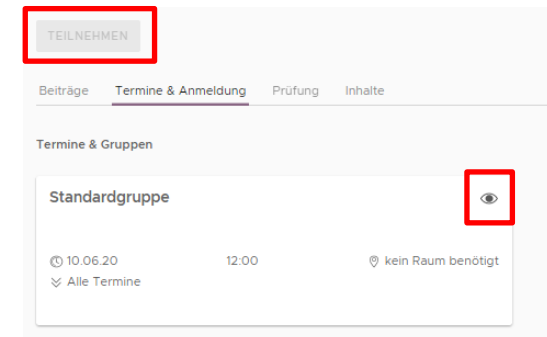 TEILNEHMEN
Beiträge Termine & Anmeldung Prüfung Inhalte
Termine & Gruppen
Standardgruppe
10.06.20 12:00 kein Raum benötigt
Alle Termine